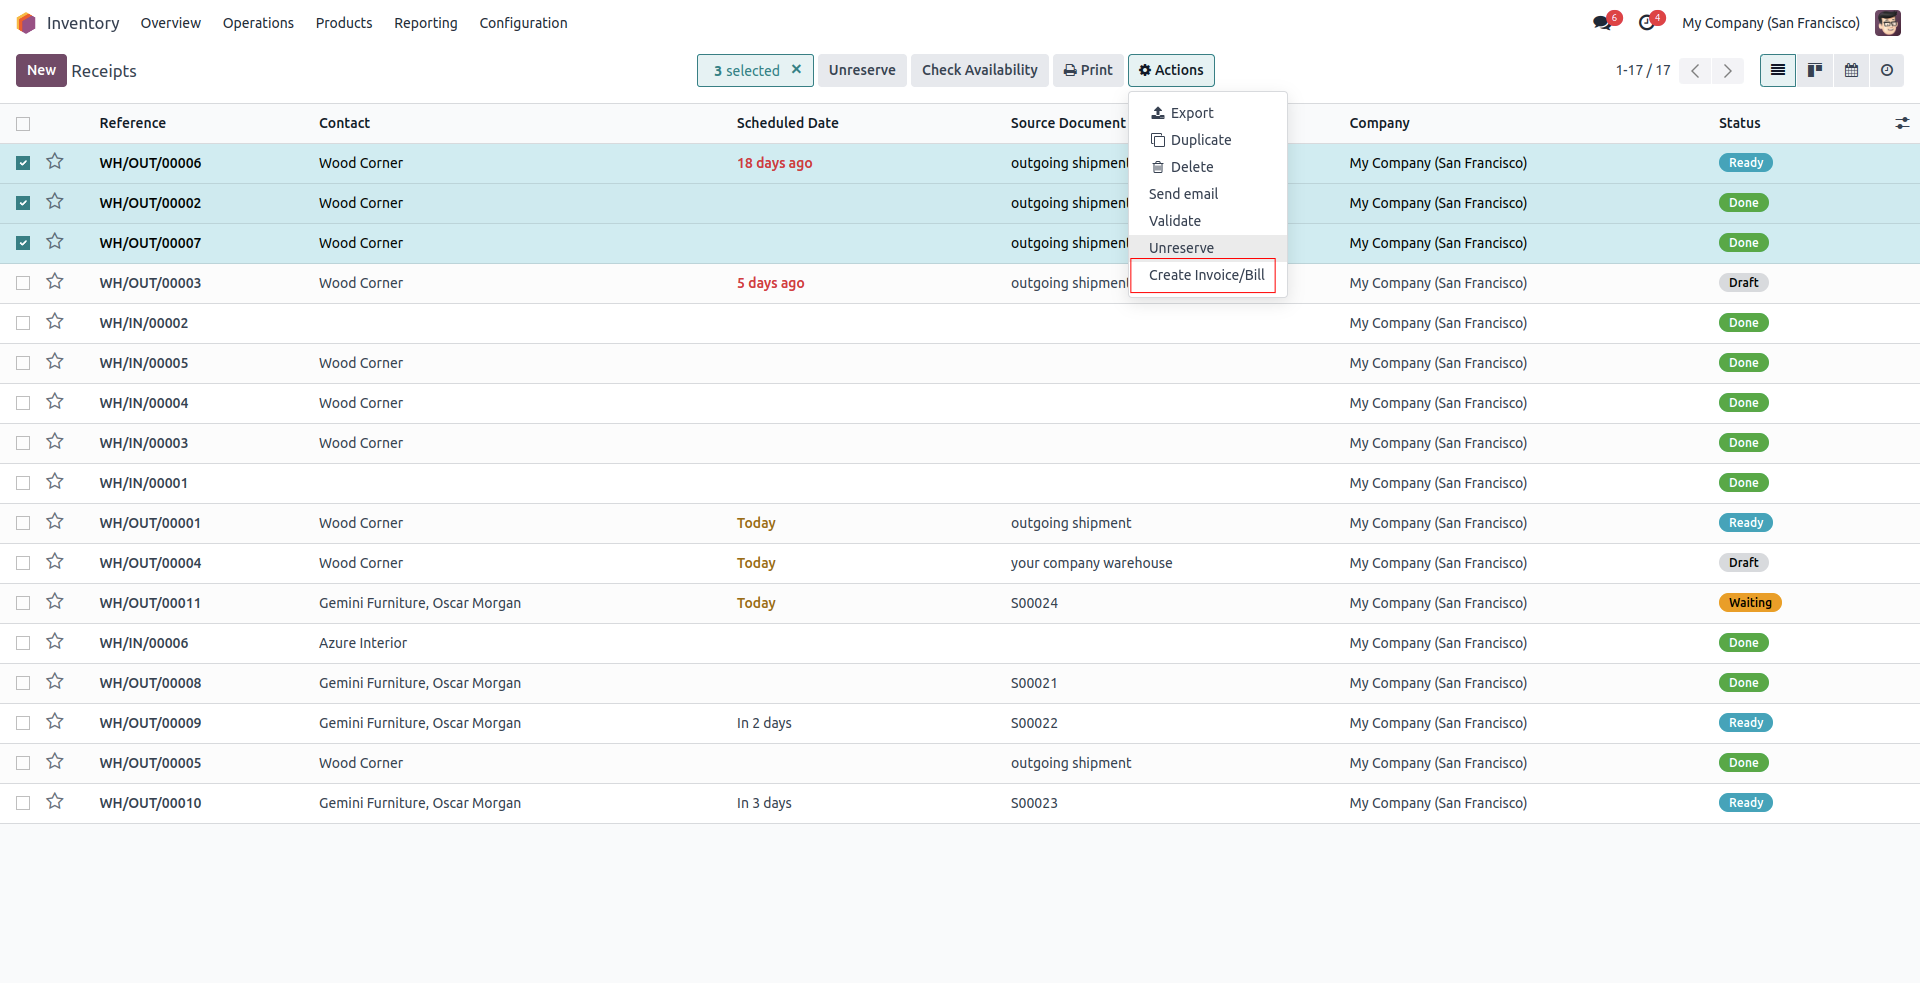 Inventory Overview Operations Products Reporting Configuration 6 4 My Company (San Francisco)
New Receipts 3 selected × Unreserve Check Availability Print Actions 1-17 / 17
Export
Duplicate
Delete
Send email
Validate
Unreserve
Create Invoice/Bill
Reference Contact Scheduled Date Source Document Company Status
WH/OUT/00006 Wood Corner 18 days ago outgoing shipment My Company (San Francisco) Ready
WH/OUT/00002 Wood Corner outgoing shipment My Company (San Francisco) Done
WH/OUT/00007 Wood Corner outgoing shipment My Company (San Francisco) Done
WH/OUT/00003 Wood Corner 5 days ago outgoing shipment My Company (San Francisco) Draft
WH/IN/00002 My Company (San Francisco) Done
WH/IN/00005 Wood Corner My Company (San Francisco) Done
WH/IN/00004 Wood Corner My Company (San Francisco) Done
WH/IN/00003 Wood Corner My Company (San Francisco) Done
WH/IN/00001 My Company (San Francisco) Done
WH/OUT/00001 Wood Corner Today outgoing shipment My Company (San Francisco) Ready
WH/OUT/00004 Wood Corner Today your company warehouse My Company (San Francisco) Draft
WH/OUT/00011 Gemini Furniture, Oscar Morgan Today S00024 My Company (San Francisco) Waiting
WH/IN/00006 Azure Interior My Company (San Francisco) Done
WH/OUT/00008 Gemini Furniture, Oscar Morgan S00021 My Company (San Francisco) Done
WH/OUT/00009 Gemini Furniture, Oscar Morgan In 2 days S00022 My Company (San Francisco) Ready
WH/OUT/00005 Wood Corner outgoing shipment My Company (San Francisco) Done
WH/OUT/00010 Gemini Furniture, Oscar Morgan In 3 days S00023 My Company (San Francisco) Ready